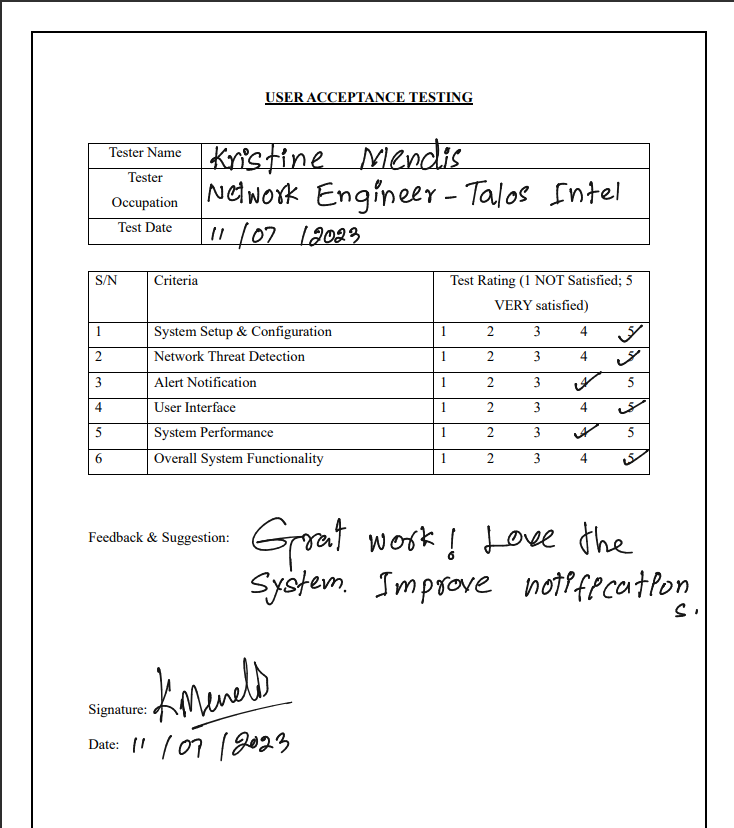 USER ACCEPTANCE TESTING
Tester Name Kristine Mendis
Tester Occupation Network Engineer - Talos Intel
Test Date 11/07/2023
S/N Criteria Test Rating (1 NOT Satisfied; 5
VERY satisfied)
1 System Setup & Configuration 1 2 3 4 5
2 Network Threat Detection 1 2 3 4 5
3 Alert Notification 1 2 3 4 5
4 User Interface 1 2 3 4 5
5 System Performance 1 2 3 4 5
6 Overall System Functionality 1 2 3 4 5
Feedback & Suggestion: Great work! Love the
System. Improve notification
s.
Signature: KMendis
Date: 11/07/2023